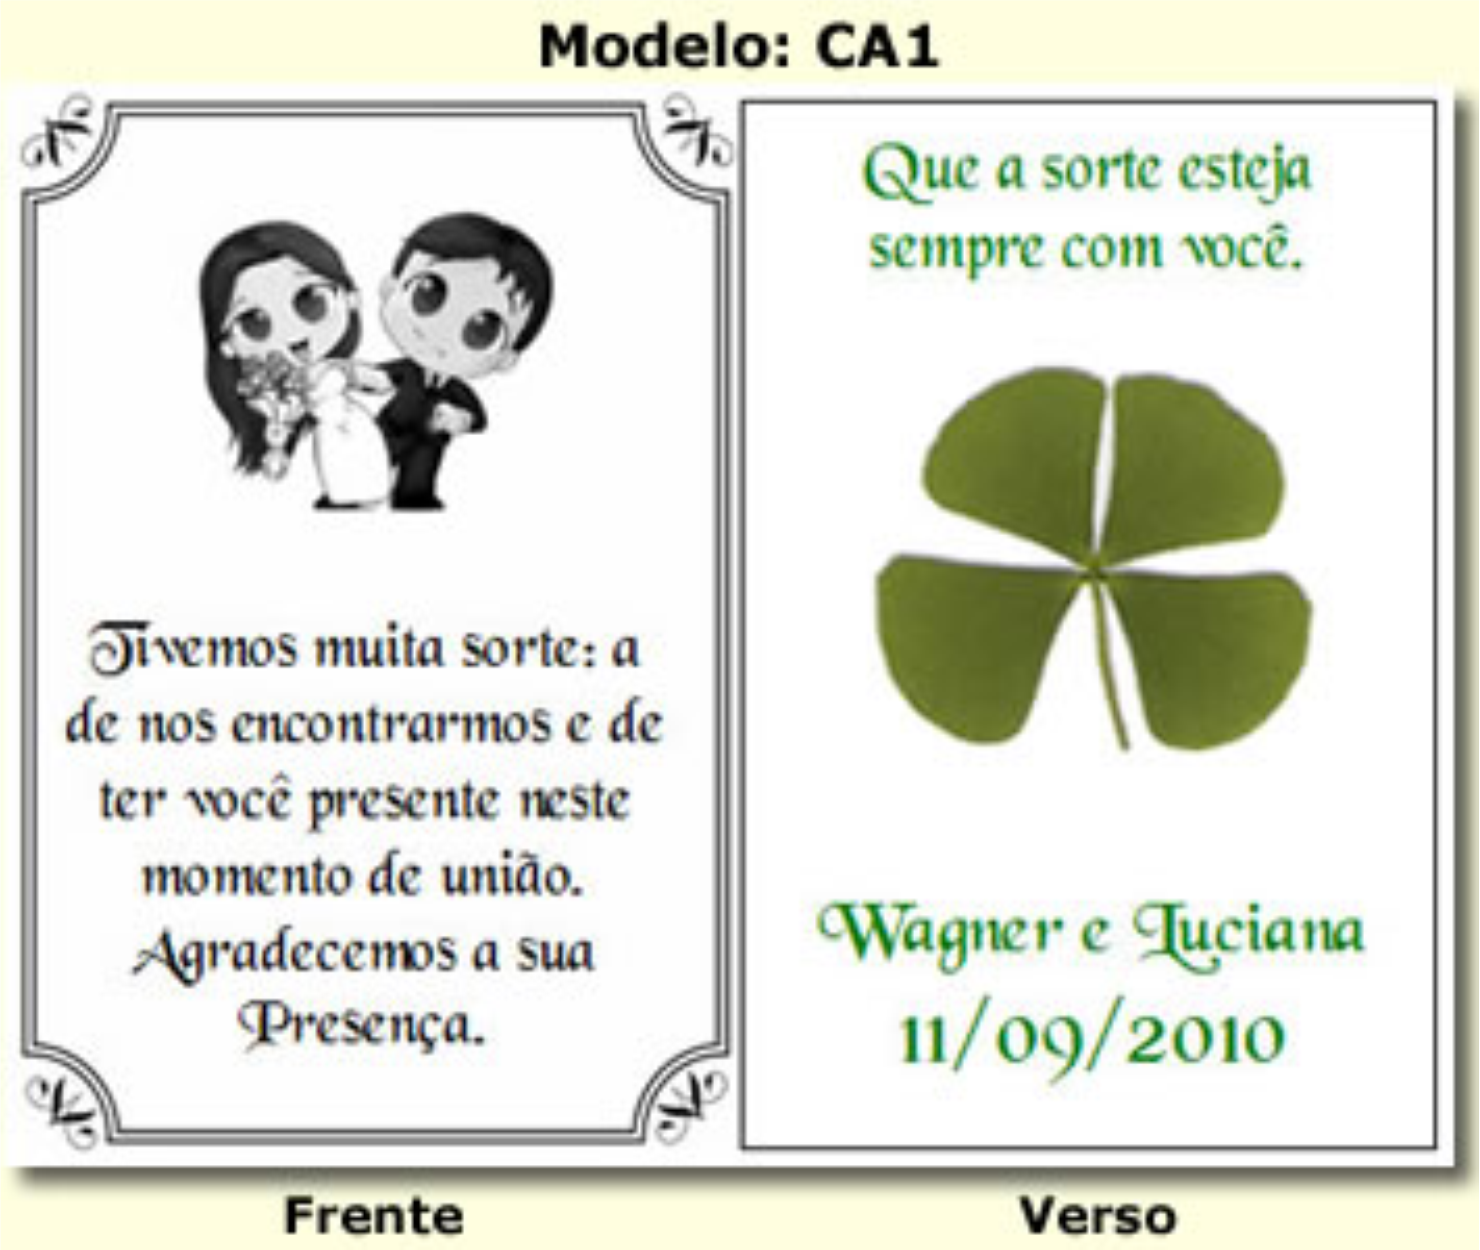 Modelo: CA1
Tivemos muita sorte: a
de nos encontrarmos e de
ter você presente neste
momento de união.
Agradecemos a sua
Presença.
Que a sorte esteja
sempre com você.
Wagner e Luciana
11/09/2010
Frente
Verso